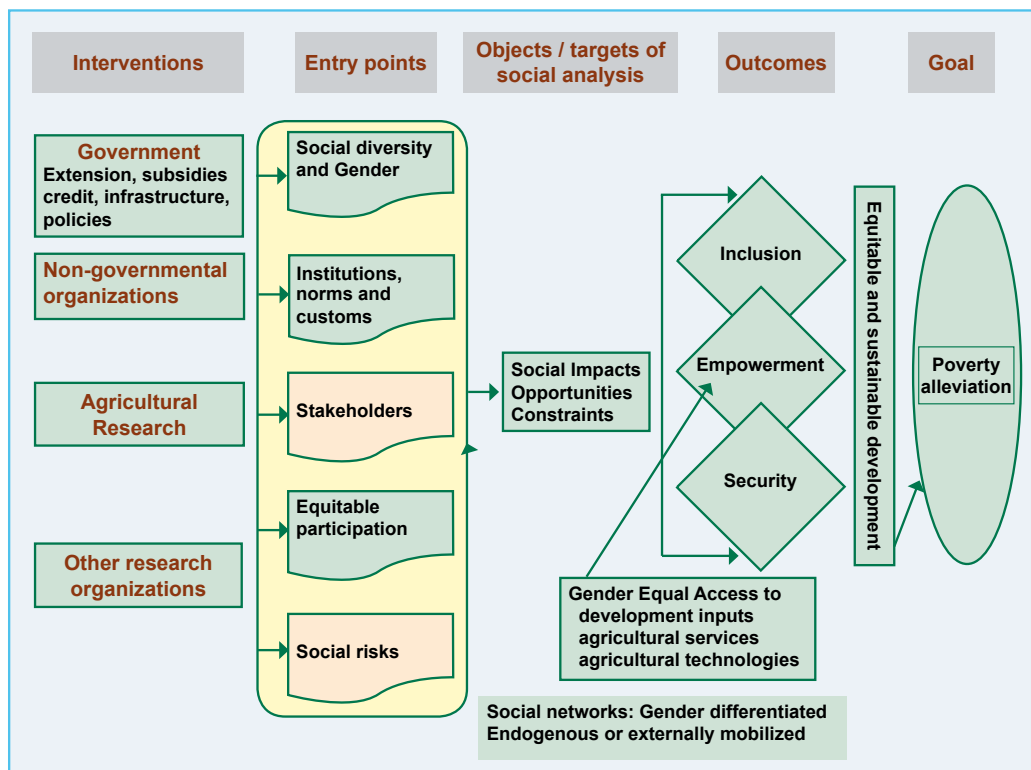 Interventions
Entry points
Objects / targets of
social analysis
Outcomes
Goal
Government
Extension, subsidies
credit, infrastructure,
policies
Non-governmental
organizations
Agricultural
Research
Other research
organizations
Social diversity
and Gender
Institutions,
norms and
customs
Stakeholders
Equitable
participation
Social risks
Social Impacts
Opportunities
Constraints
Inclusion
Empowerment
Security
Gender Equal Access to
development inputs
agricultural services
agricultural technologies
Equitable and sustainable development
Poverty
alleviation
Social networks: Gender differentiated
Endogenous or externally mobilized